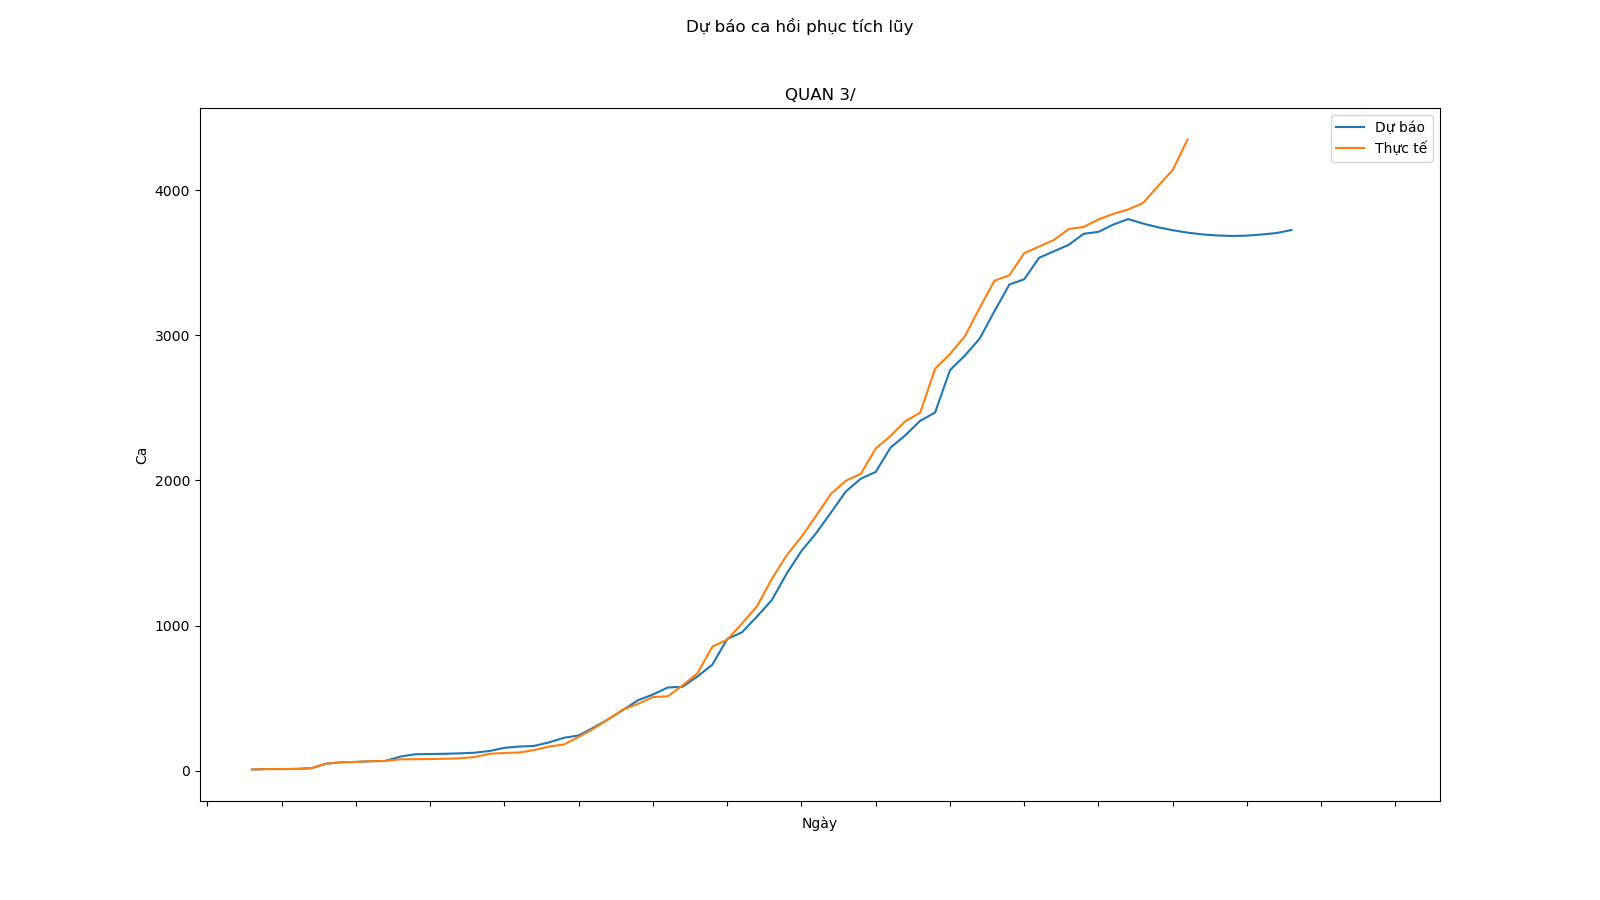 Dự báo ca hồi phục tích lũy
QUAN 3/
Dự báo
Thực tế
4000
3000
2000
1000
0
Ca
Ngày